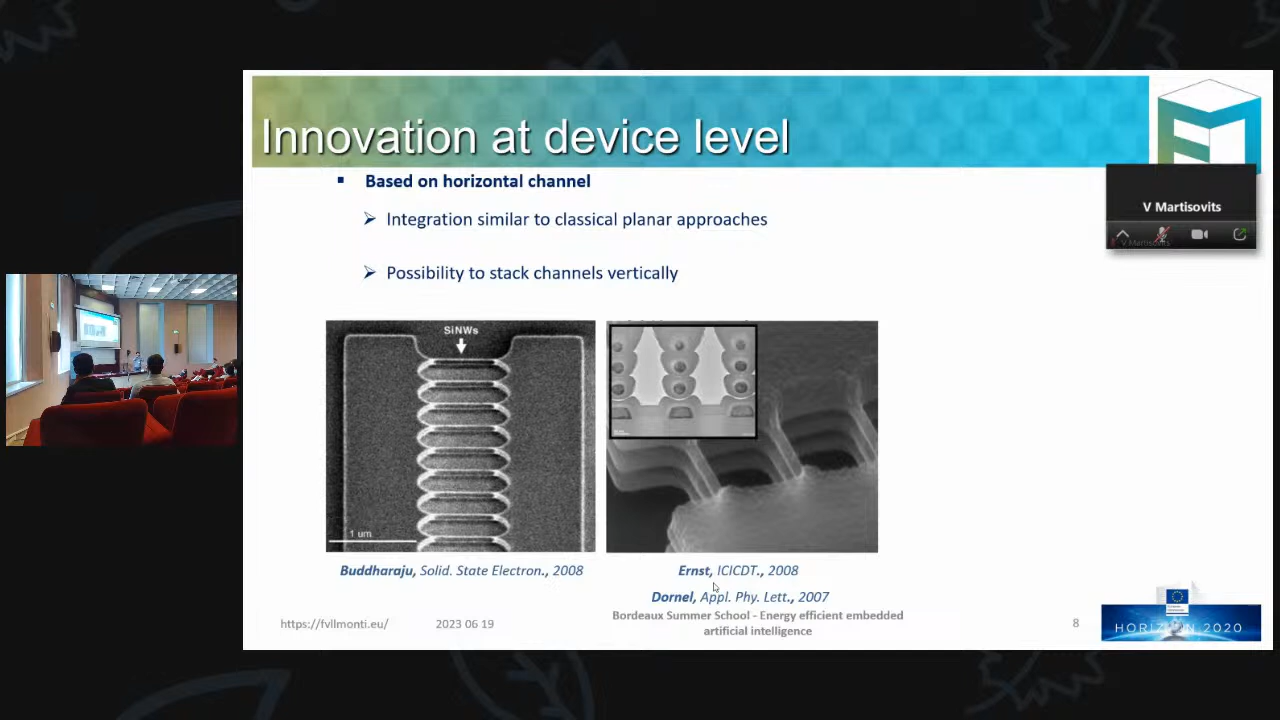 Innovation at device level
▪ Based on horizontal channel
➢ Integration similar to classical planar approaches
➢ Possibility to stack channels vertically
V Martisovits
V Martisovits
SiNWs
1 um
Buddharaju, Solid. State Electron., 2008
Ernst, ICICDT., 2008
Dornel, Appl. Phy. Lett., 2007
https://fvllmonti.eu/
2023 06 19
Bordeaux Summer School - Energy efficient embedded
artificial intelligence
8
HORIZON 2020